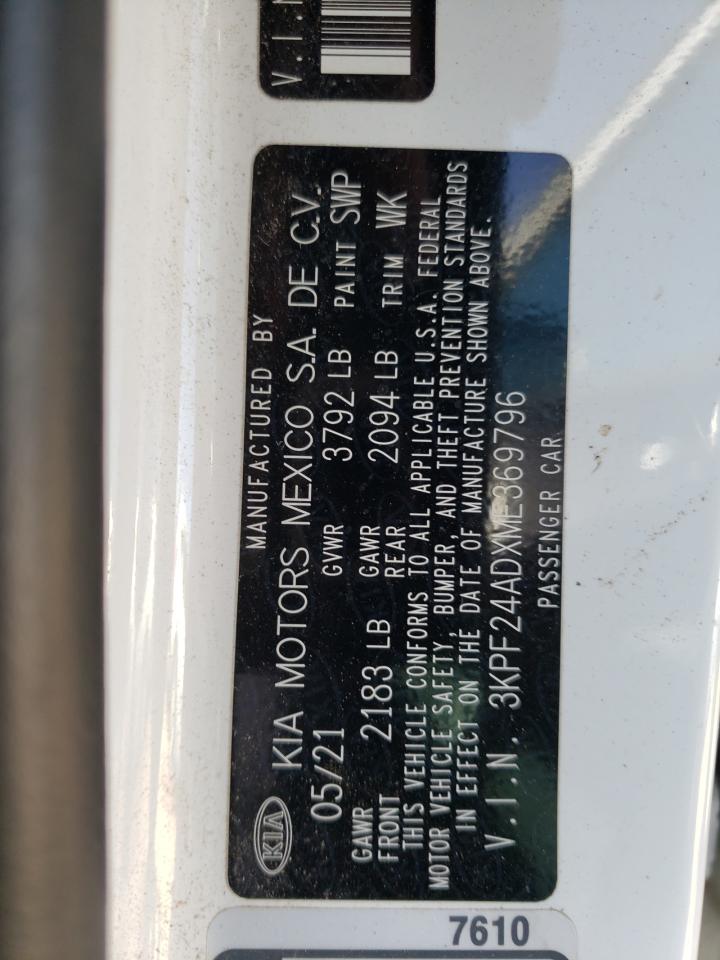 V.I.N
MANUFACTURED BY
KIA KIA MOTORS MEXICO S.A. DE C.V.
05/21 GVWR 3792 LB PAINT SWP
GAWR FRONT 2183 LB GAWR REAR 2094 LB TRIM WK
THIS VEHICLE CONFORMS TO ALL APPLICABLE U.S.A. FEDERAL
MOTOR VEHICLE SAFETY, BUMPER, AND THEFT PREVENTION STANDARDS
IN EFFECT ON THE DATE OF MANUFACTURE SHOWN ABOVE.
V.I.N. 3KPF24ADXME369796
PASSENGER CAR
7610